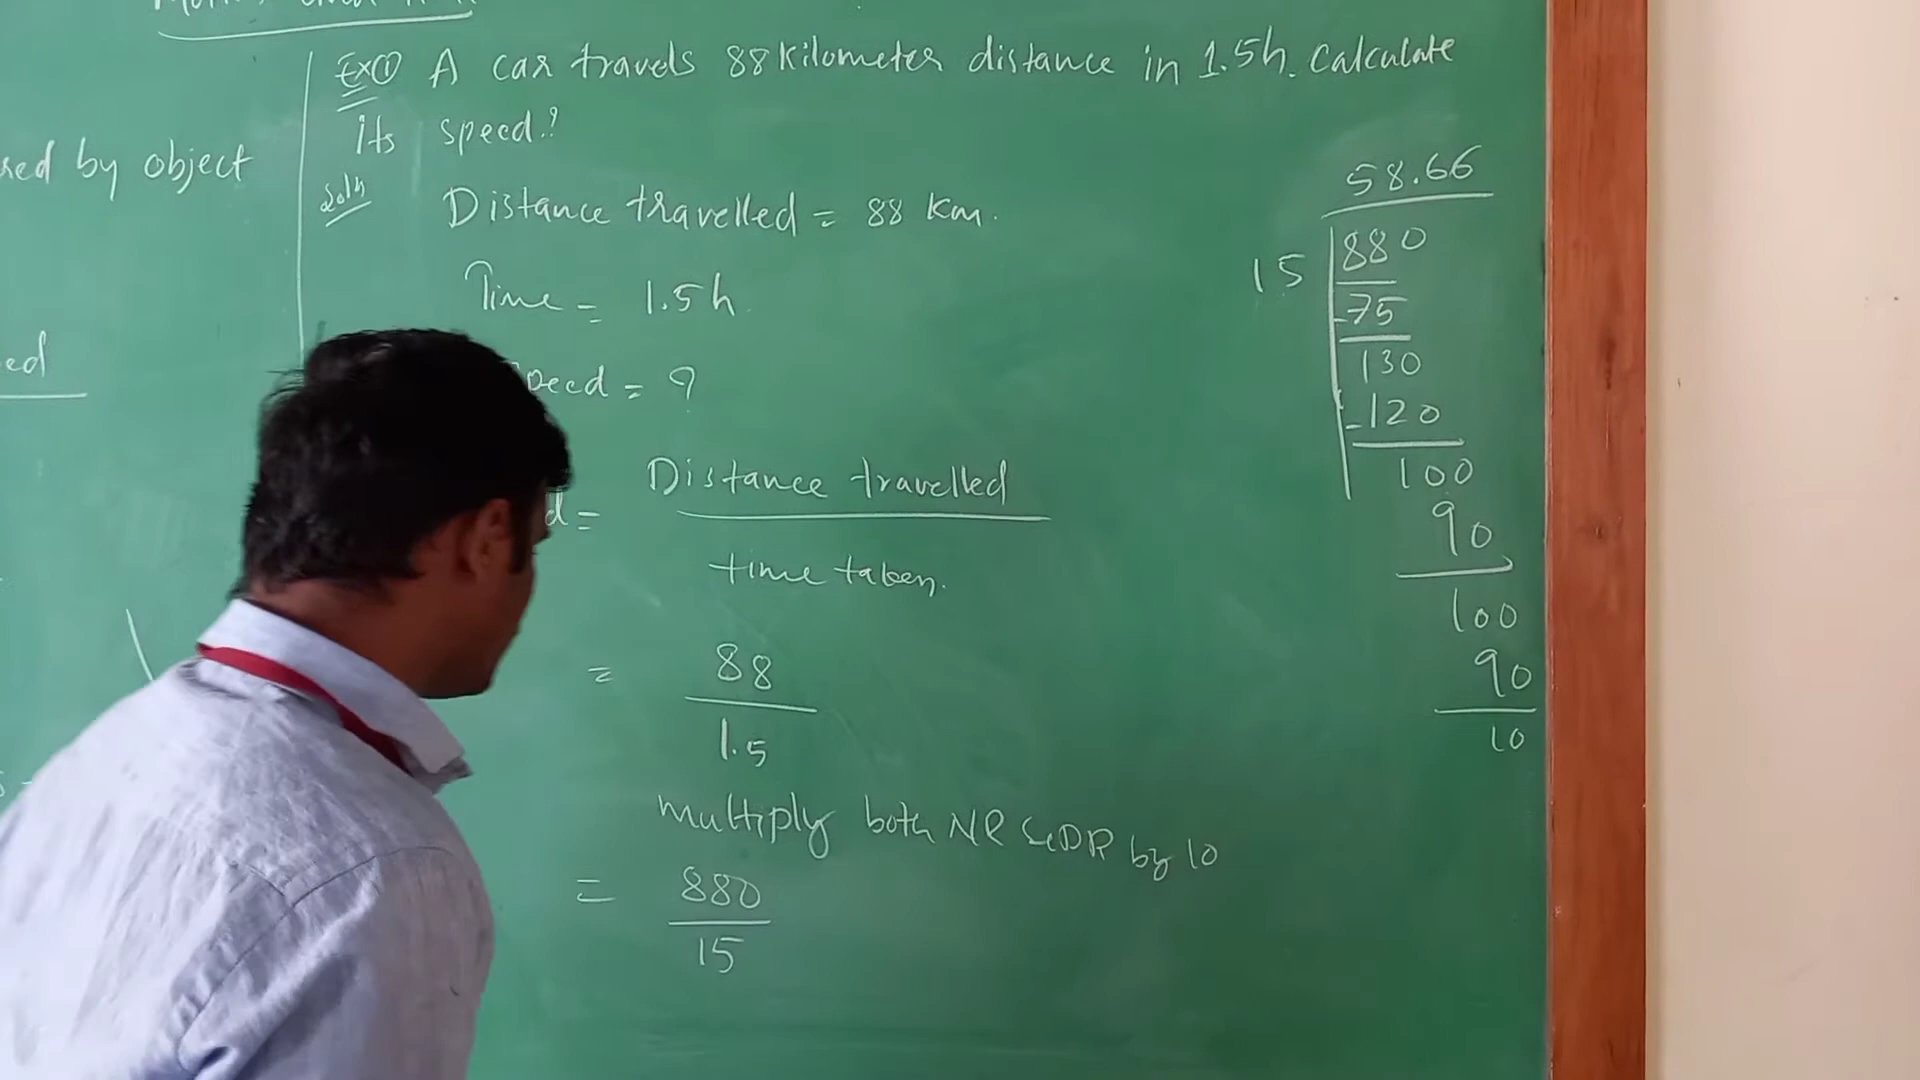 Ex① A car travels 88 Kilometer distance in 1.5h. Calculate
its speed.?
by object
Soln
Distance travelled = 88 Km.
Time = 1.5h.
ed
peed = ?
d = Distance travelled
time taken.
= 88
1.5
multiply both NR & DR by 10
= 880
15
58.66
15 880
-75
130
-120
100
90
100
90
10